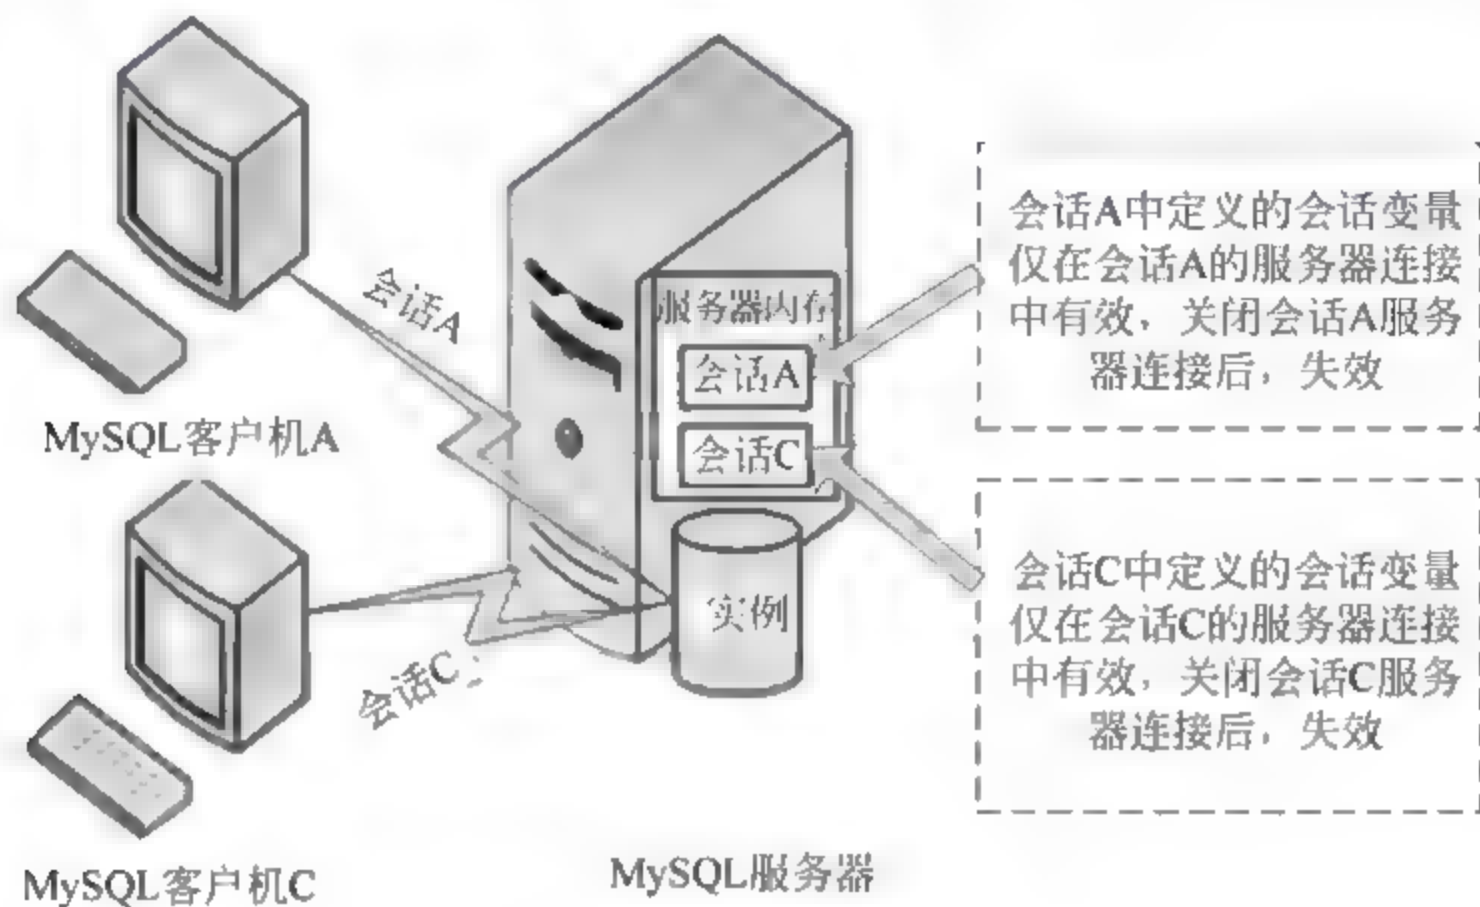 会话A
MySQL客户机A
服务器内存
会话A
会话C
实例
会话A中定义的会话变量
仅在会话A的服务器连接
中有效，关闭会话A服务
器连接后，失效
会话C中定义的会话变量
仅在会话C的服务器连接
中有效，关闭会话C服务
器连接后，失效
会话C
MySQL客户机C
MySQL服务器